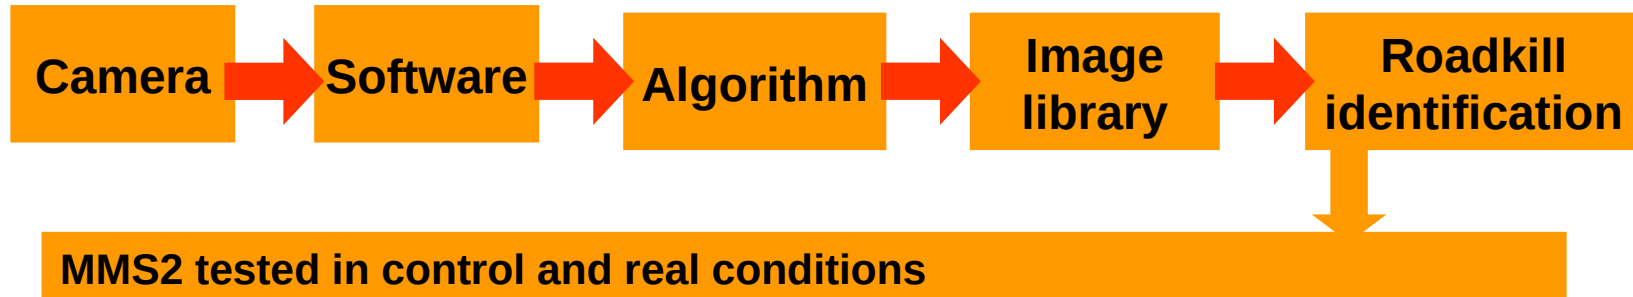 Camera
Software
Algorithm
Image
library
Roadkill
identification
MMS2 tested in control and real conditions